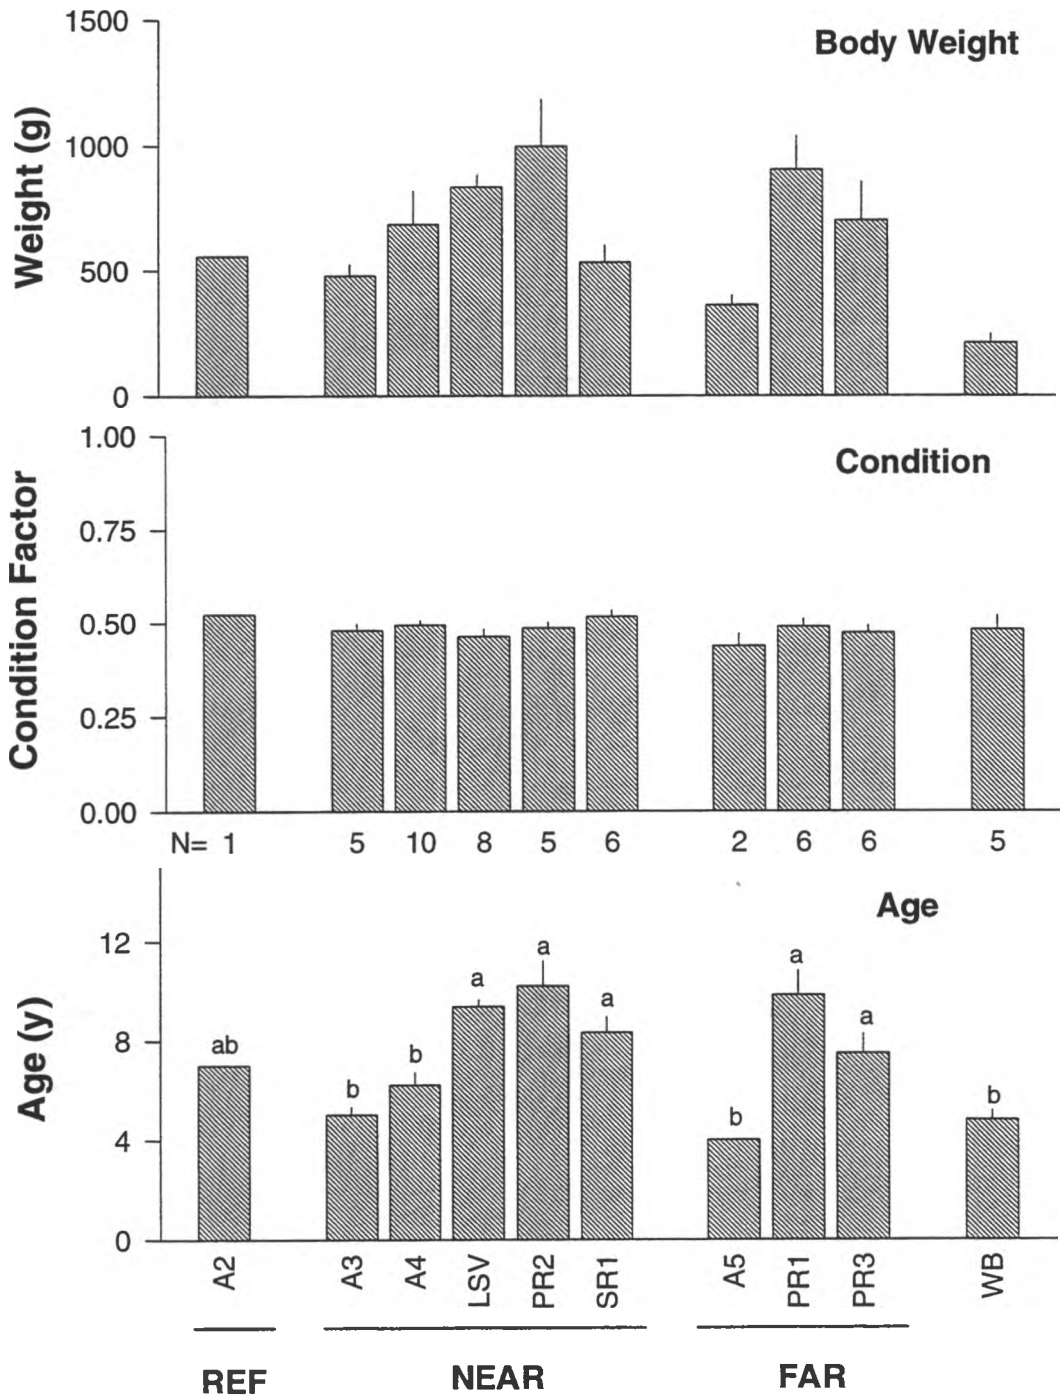 1500
Body Weight
1000
500
0
Weight (g)
1.00
Condition
0.75
0.50
0.25
0.00
Condition Factor
N= 1 5 10 8 5 6 2 6 6 5
Age
12
8
4
0
Age (y)
ab b b a a a b a a b
A2 A3 A4 LSV PR2 SR1 A5 PR1 PR3 WB
REF NEAR FAR